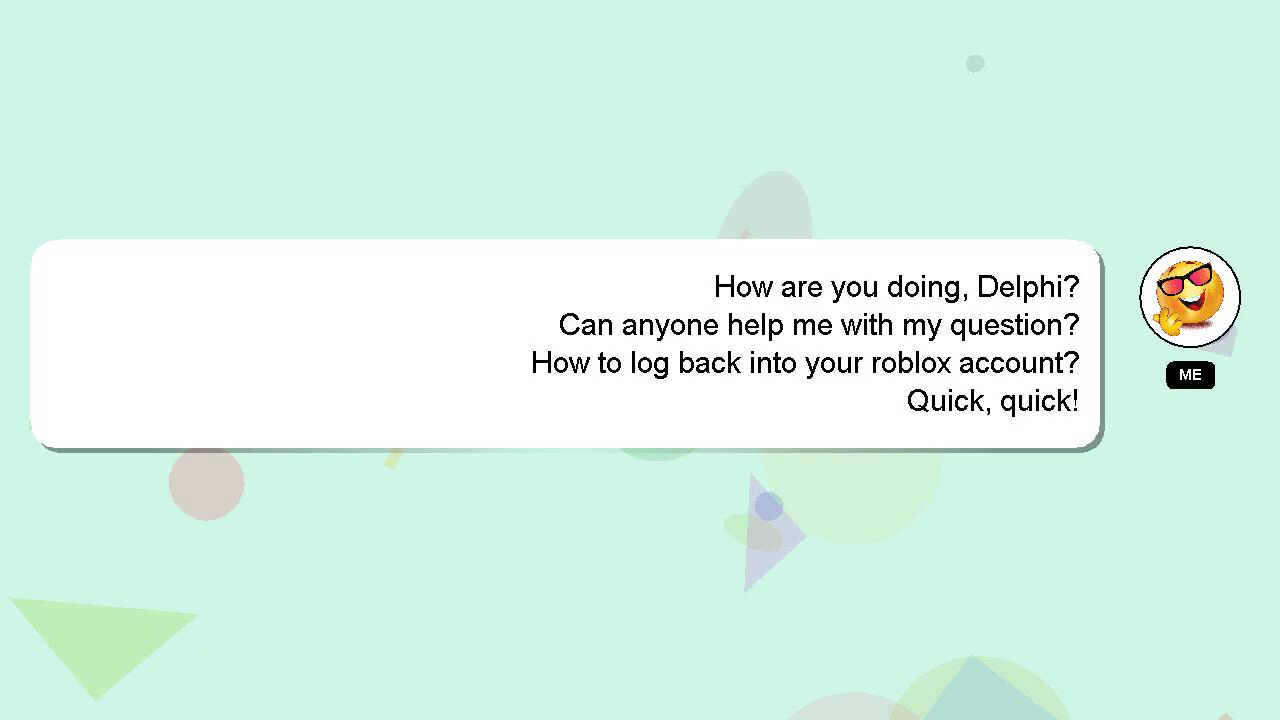 How are you doing, Delphi?
Can anyone help me with my question?
How to log back into your roblox account?
Quick, quick!
ME